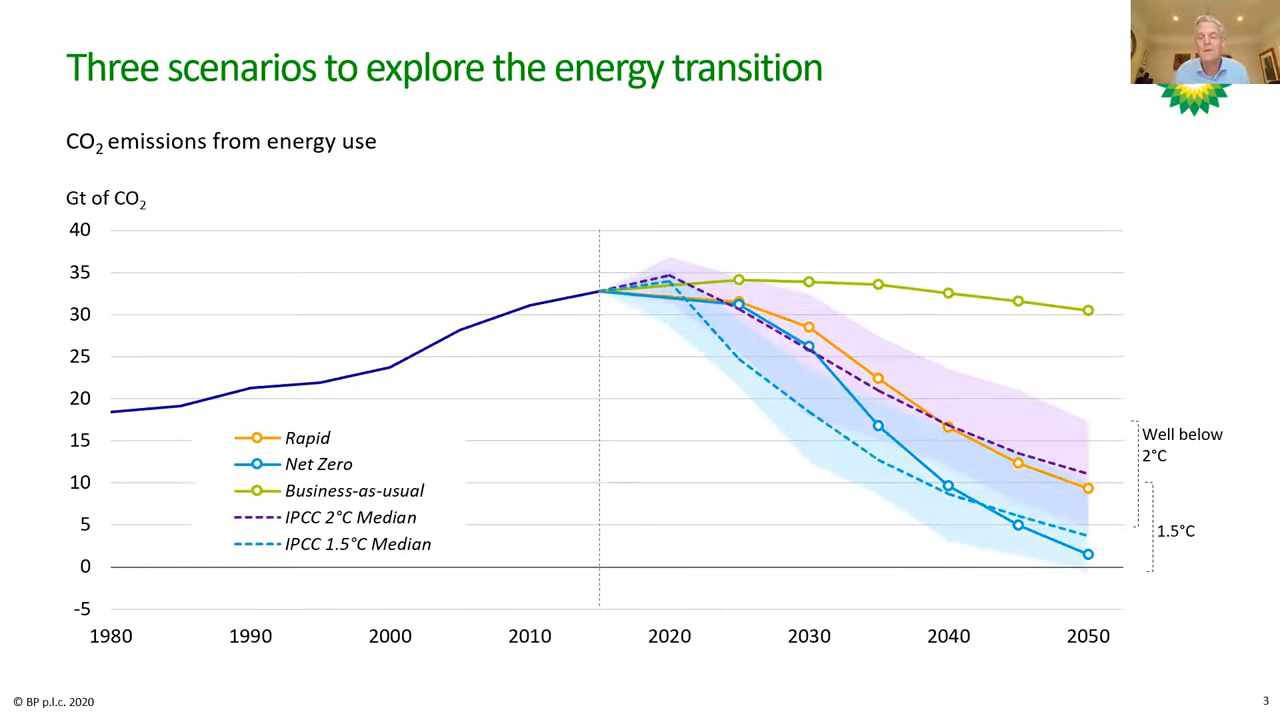 Three scenarios to explore the energy transition
CO2 emissions from energy use
Gt of CO2
40
35
30
25
20
15
10
5
0
-5
Rapid
Net Zero
Business-as-usual
IPCC 2°C Median
IPCC 1.5°C Median
Well below
2°C
1.5°C
1980 1990 2000 2010 2020 2030 2040 2050
© BP p.l.c. 2020
3